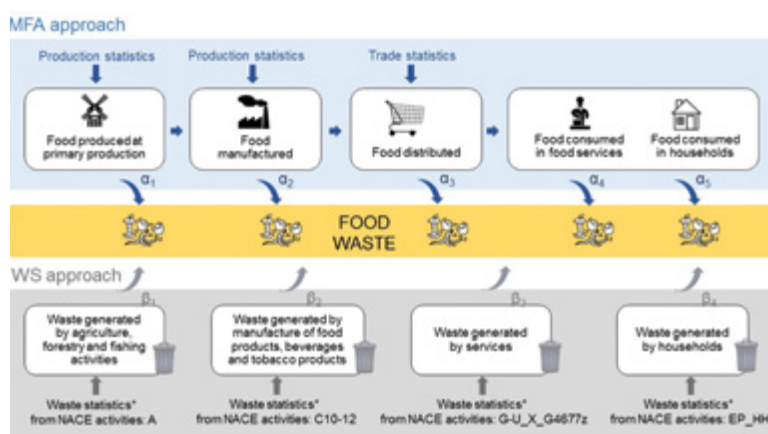 MFA approach
Production statistics
Production statistics
Trade statistics
Food produced at
primary production
Food
manufactured
Food distributed
Food consumed
in food services
Food consumed
in households
α1
α2
α3
α4
α5
FOOD
WASTE
WS approach
β1
β2
β3
β4
Waste generated
by agriculture,
forestry and fishing
activities
Waste generated by
manufacture of food
products, beverages
and tobacco products
Waste generated
by services
Waste generated
by households
Waste statistics*
from NACE activities: A
Waste statistics*
from NACE activities: C10-12
Waste statistics*
from NACE activities: G-U_X_G4677z
Waste statistics*
from NACE activities: EP_HH